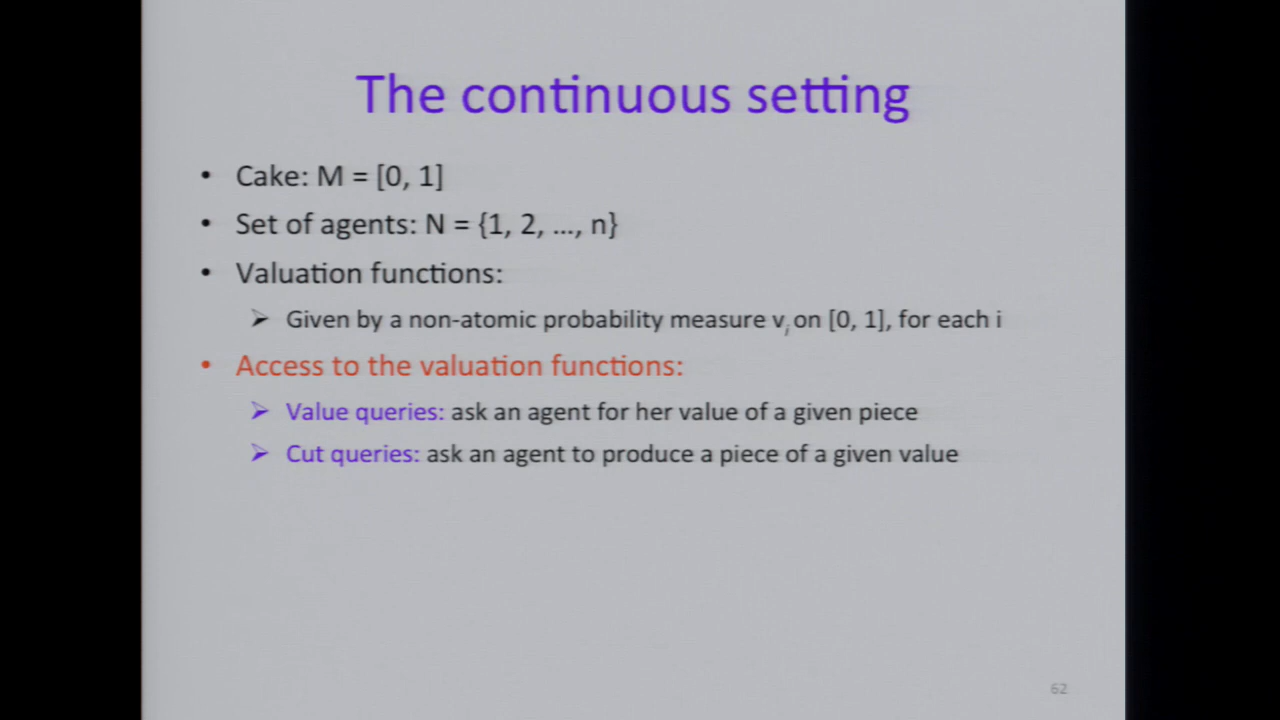 The continuous setting
• Cake: M = [0, 1]
• Set of agents: N = {1, 2, ..., n}
• Valuation functions:
➢ Given by a non-atomic probability measure vi on [0, 1], for each i
• Access to the valuation functions:
➢ Value queries: ask an agent for her value of a given piece
➢ Cut queries: ask an agent to produce a piece of a given value
62